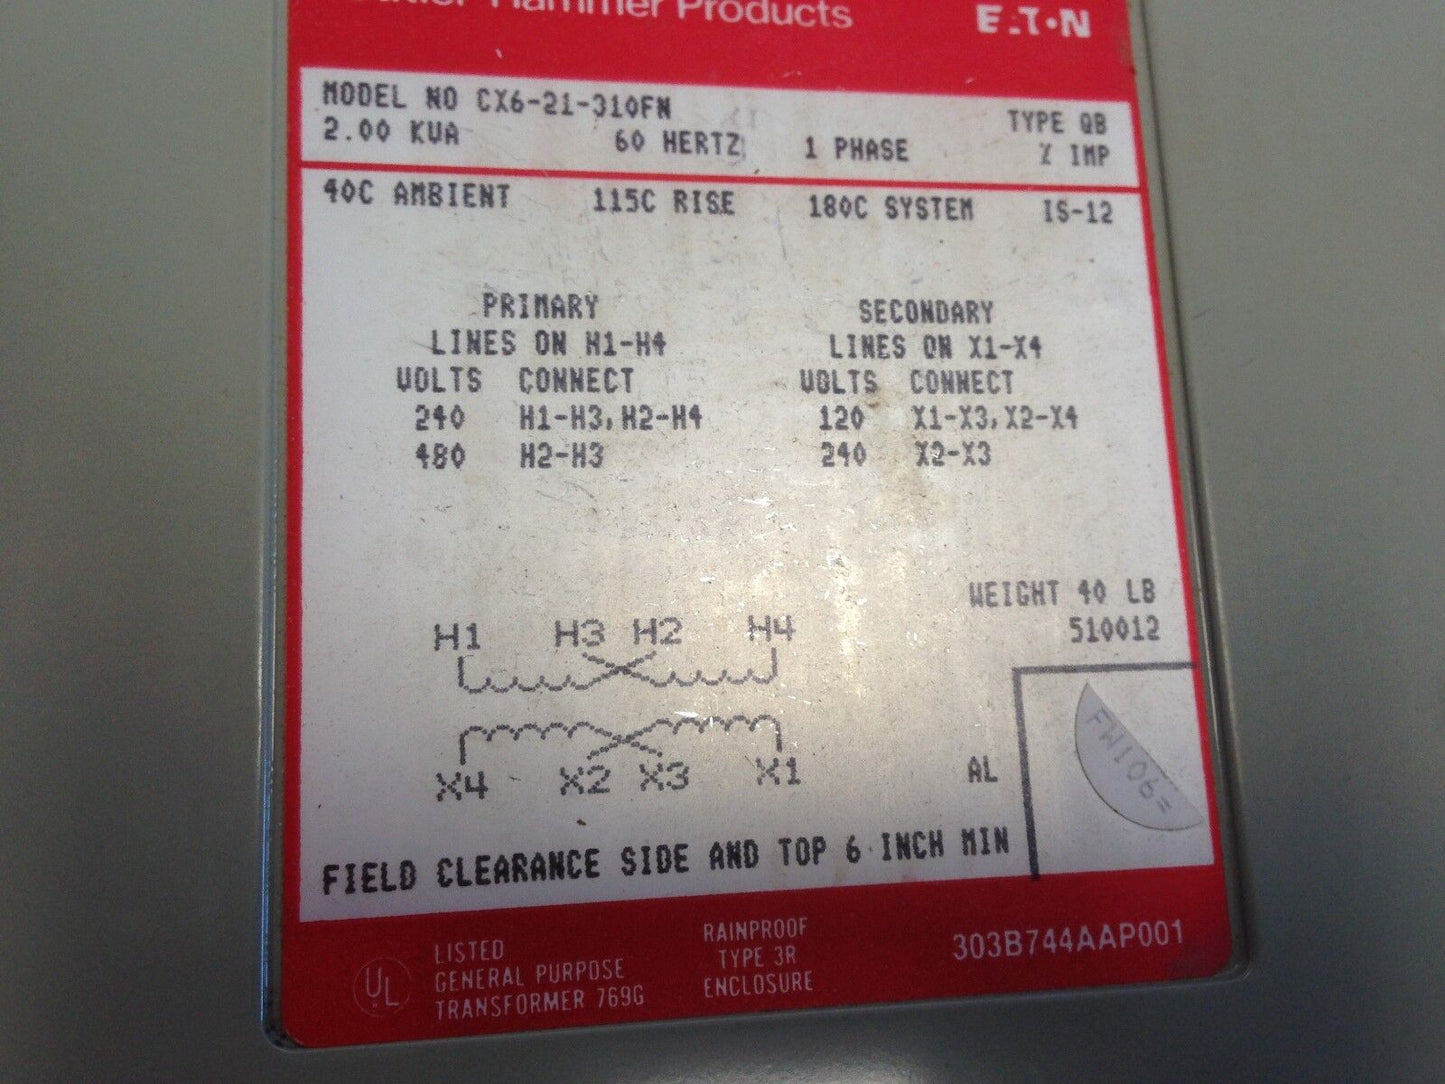 Hammer Products
EATON
MODEL NO CX6-21-310FN TYPE QB
2.00 KVA 60 HERTZ 1 PHASE % IMP
40C AMBIENT 115C RISE 180C SYSTEM IS-12
PRIMARY
LINES ON H1-H4
VOLTS CONNECT
240 H1-H3,H2-H4
480 H2-H3
SECONDARY
LINES ON X1-X4
VOLTS CONNECT
120 X1-X3,X2-X4
240 X2-X3
WEIGHT 40 LB
510012
H1 H3 H2 H4
X4 X2 X3 X1
AL
FW106=
FIELD CLEARANCE SIDE AND TOP 6 INCH MIN
UL
LISTED
GENERAL PURPOSE
TRANSFORMER 769G
RAINPROOF
TYPE 3R
ENCLOSURE
303B744AAP001